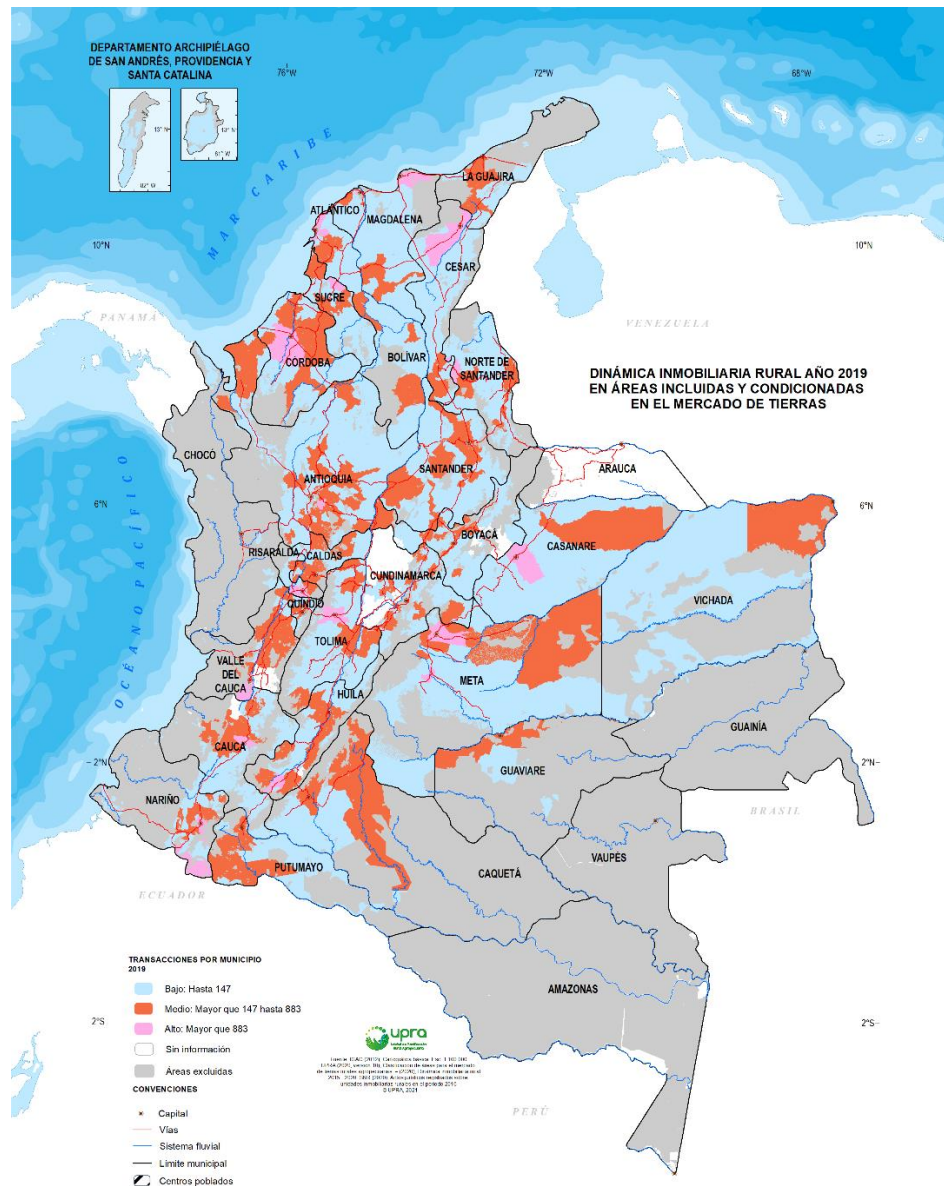 DEPARTAMENTO ARCHIPIÉLAGO
DE SAN ANDRÉS, PROVIDENCIA Y
SANTA CATALINA
76°W
72°W
68°W
13° N
82° W
81° W
MAR CARIBE
LA GUAJIRA
ATLÁNTICO
MAGDALENA
10°N
10°N
CESAR
SUCRE
PANAMÁ
VENEZUELA
CÓRDOBA
BOLÍVAR
NORTE DE
SANTANDER
DINÁMICA INMOBILIARIA RURAL AÑO 2019
EN ÁREAS INCLUIDAS Y CONDICIONADAS
EN EL MERCADO DE TIERRAS
CHOCÓ
ARAUCA
SANTANDER
ANTIOQUIA
6°N
6°N
BOYACÁ
CASANARE
RISARALDA
CALDAS
CUNDINAMARCA
VICHADA
QUINDÍO
OCÉANO PACÍFICO
TOLIMA
VALLE
DEL
CAUCA
META
HUILA
GUAINÍA
CAUCA
2°N
2°N
GUAVIARE
NARIÑO
BRASIL
VAUPÉS
CAQUETÁ
PUTUMAYO
ECUADOR
TRANSACCIONES POR MUNICIPIO
2019
AMAZONAS
Bajo: Hasta 147
Medio: Mayor que 147 hasta 883
2°S
2°S
Alto: Mayor que 883
upra
Sin información
Áreas excluidas
CONVENCIONES
PERÚ
Capital
Vías
Sistema fluvial
Límite municipal
Centros poblados